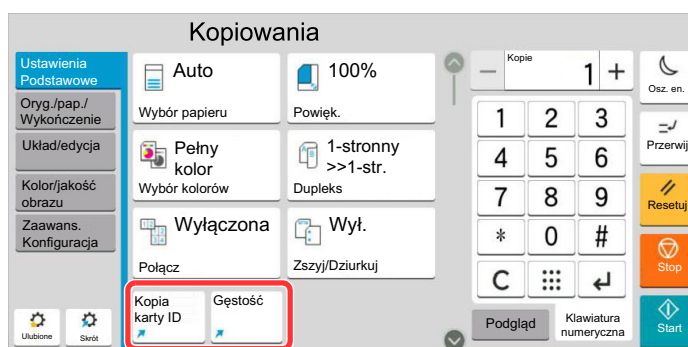 Kopiowania
Ustawienia
Podstawowe
Oryg./pap./
Wykończenie
Układ/edycja
Kolor/jakość
obrazu
Zaawans.
Konfiguracja
Ulubione
Skrót
Auto
Wybór papieru
100%
Powięk.
Pełny
kolor
Wybór kolorów
1-stronny
>>1-str.
Dupleks
Wyłączona
Połącz
Wył.
Zszyj/Dziurkuj
Kopia
karty ID
Gęstość
Kopie
− 1 +
1 2 3
4 5 6
7 8 9
* 0 #
C
Podgląd
Klawiatura
numeryczna
Osz. en.
Przerwij
Resetuj
Stop
Start